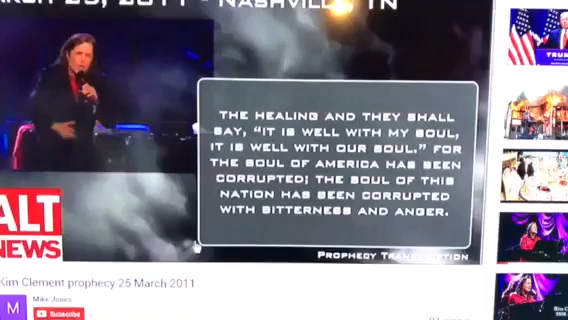 MARCH 25, 2011 - NASHVILLE, TN
THE HEALING AND THEY SHALL
SAY, "IT IS WELL WITH MY SOUL,
IT IS WELL WITH OUR SOUL." FOR
THE SOUL OF AMERICA HAS BEEN
CORRUPTED; THE SOUL OF THIS
NATION HAS BEEN CORRUPTED
WITH BITTERNESS AND ANGER.
ALT
NEWS
PROPHECY TRANSLATION
Kim Clement prophecy 25 March 2011
M
Mike Jones
Subscribe
TRUM